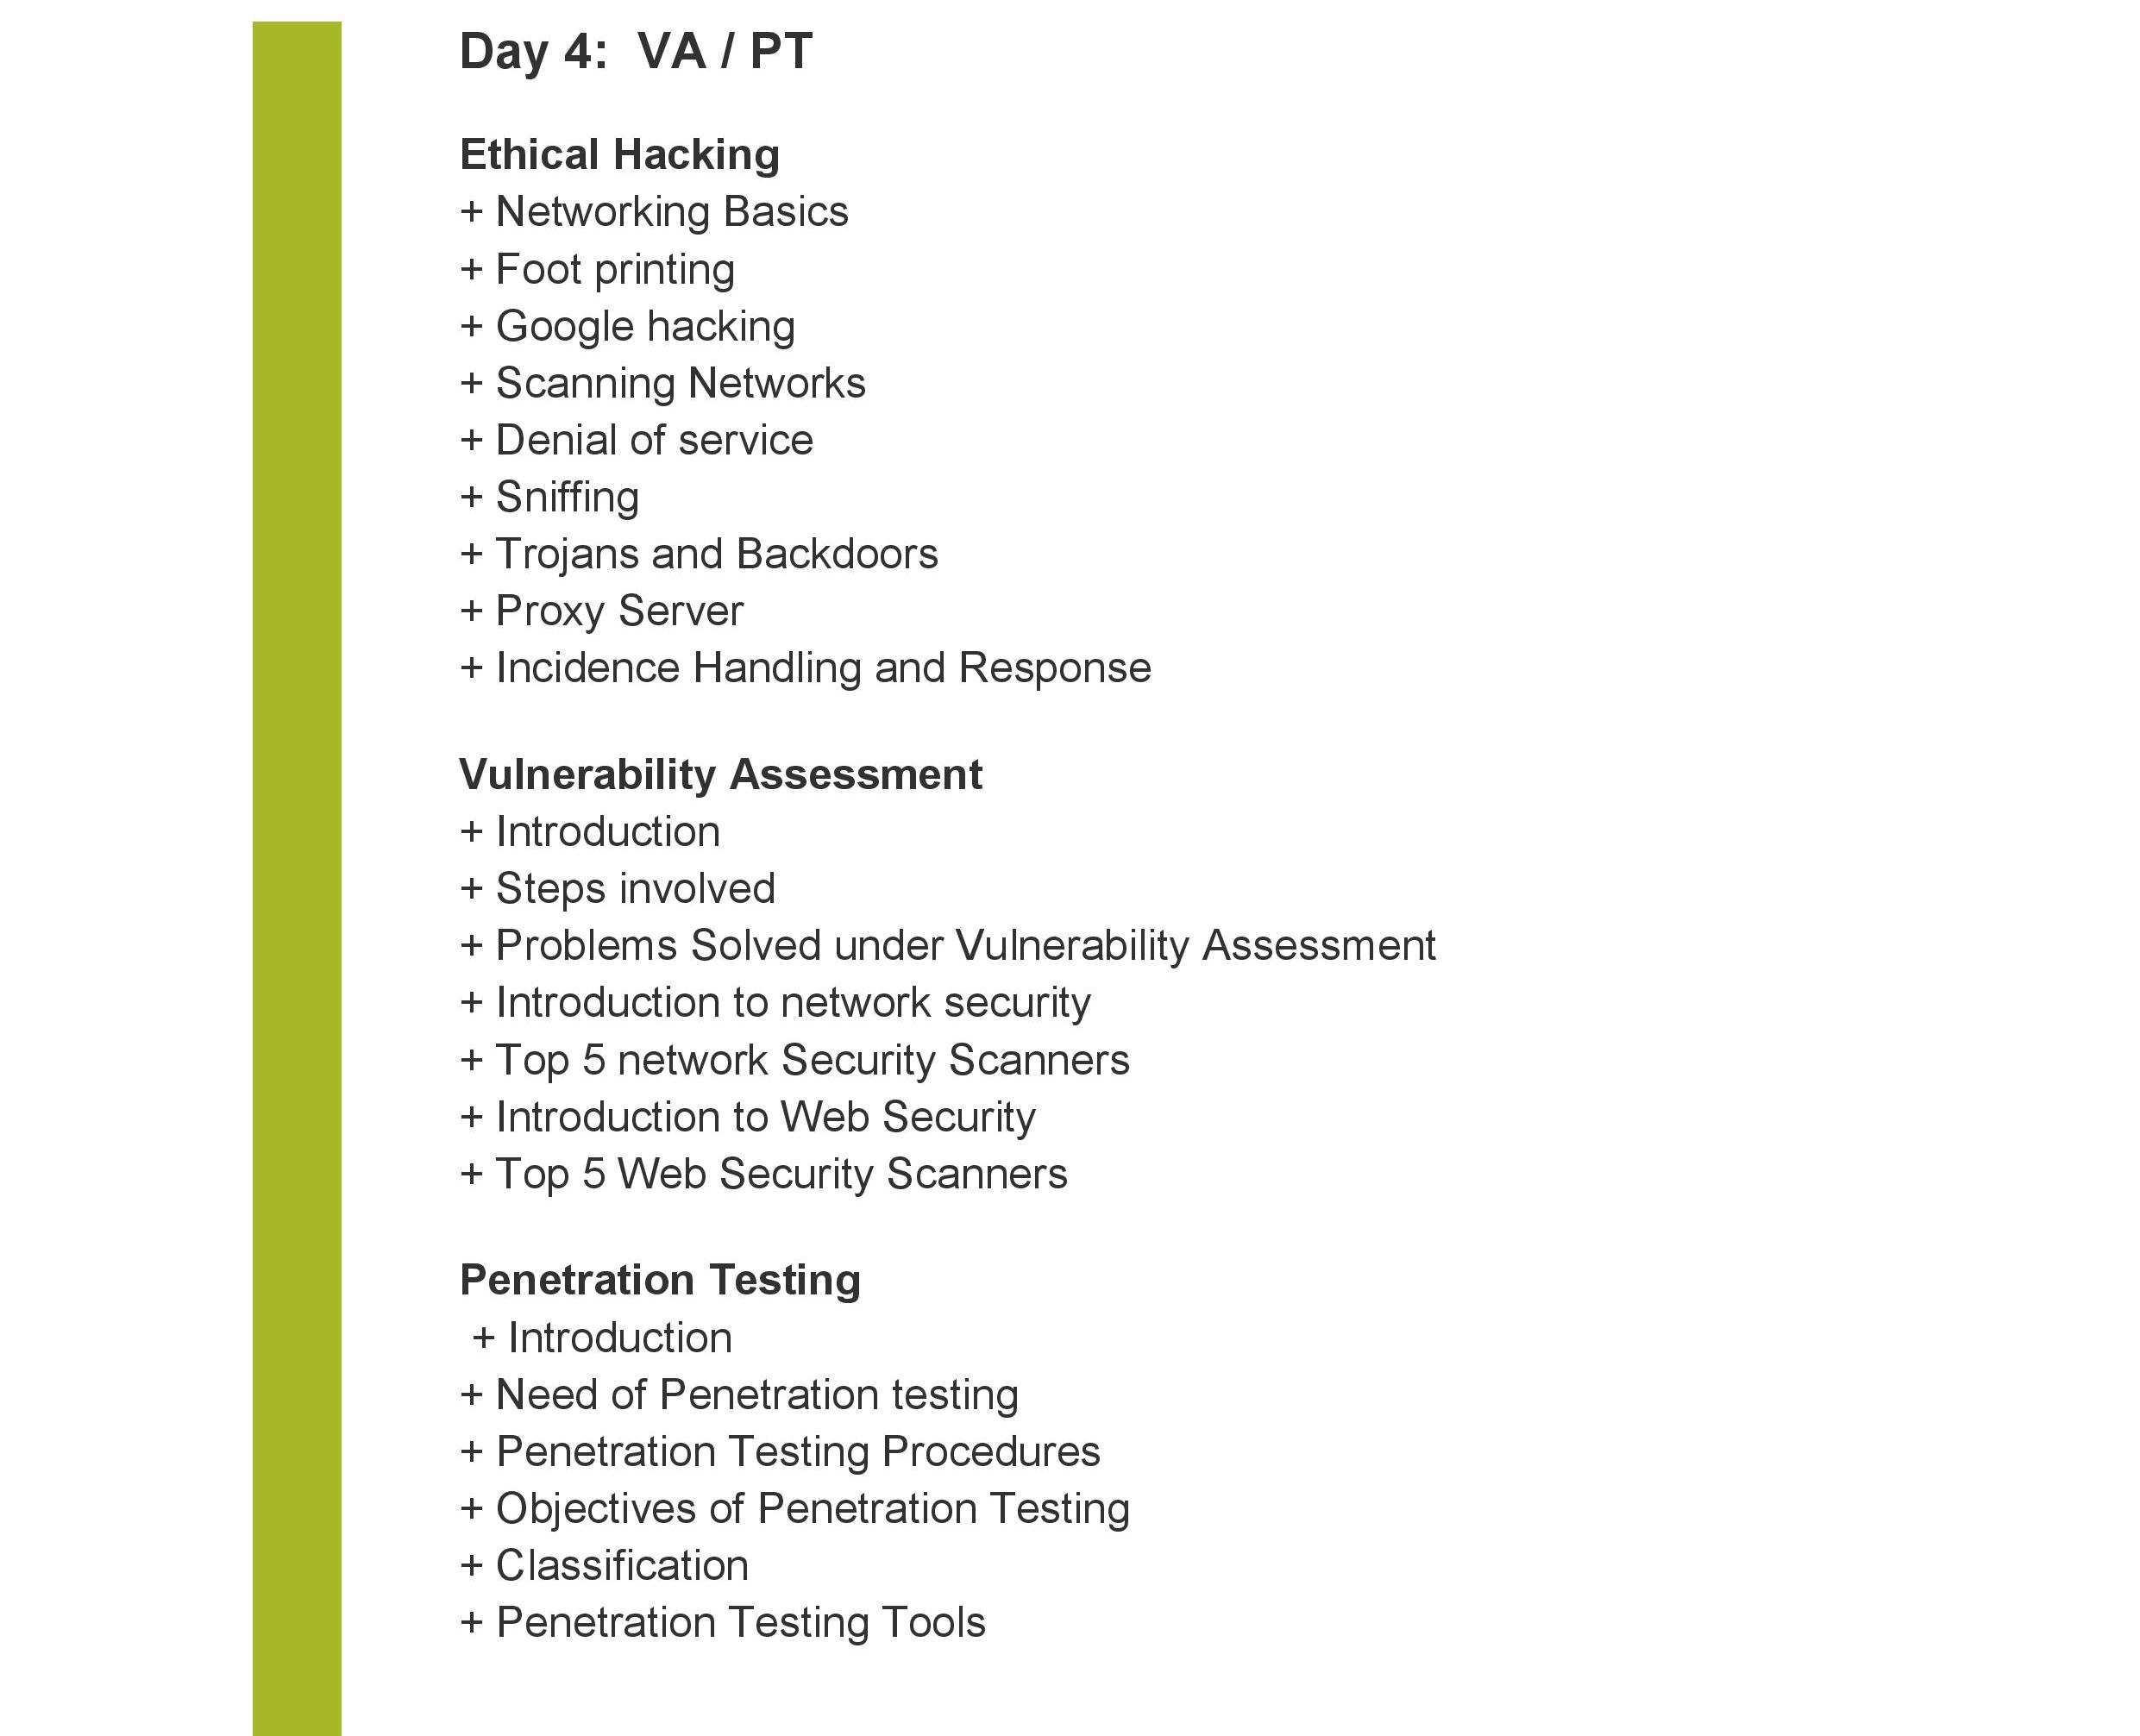 Day 4:  VA / PT
Ethical Hacking
+ Networking Basics
+ Foot printing
+ Google hacking
+ Scanning Networks
+ Denial of service
+ Sniffing
+ Trojans and Backdoors
+ Proxy Server
+ Incidence Handling and Response
Vulnerability Assessment
+ Introduction
+ Steps involved
+ Problems Solved under Vulnerability Assessment
+ Introduction to network security
+ Top 5 network Security Scanners
+ Introduction to Web Security
+ Top 5 Web Security Scanners
Penetration Testing
+ Introduction
+ Need of Penetration testing
+ Penetration Testing Procedures
+ Objectives of Penetration Testing
+ Classification
+ Penetration Testing Tools